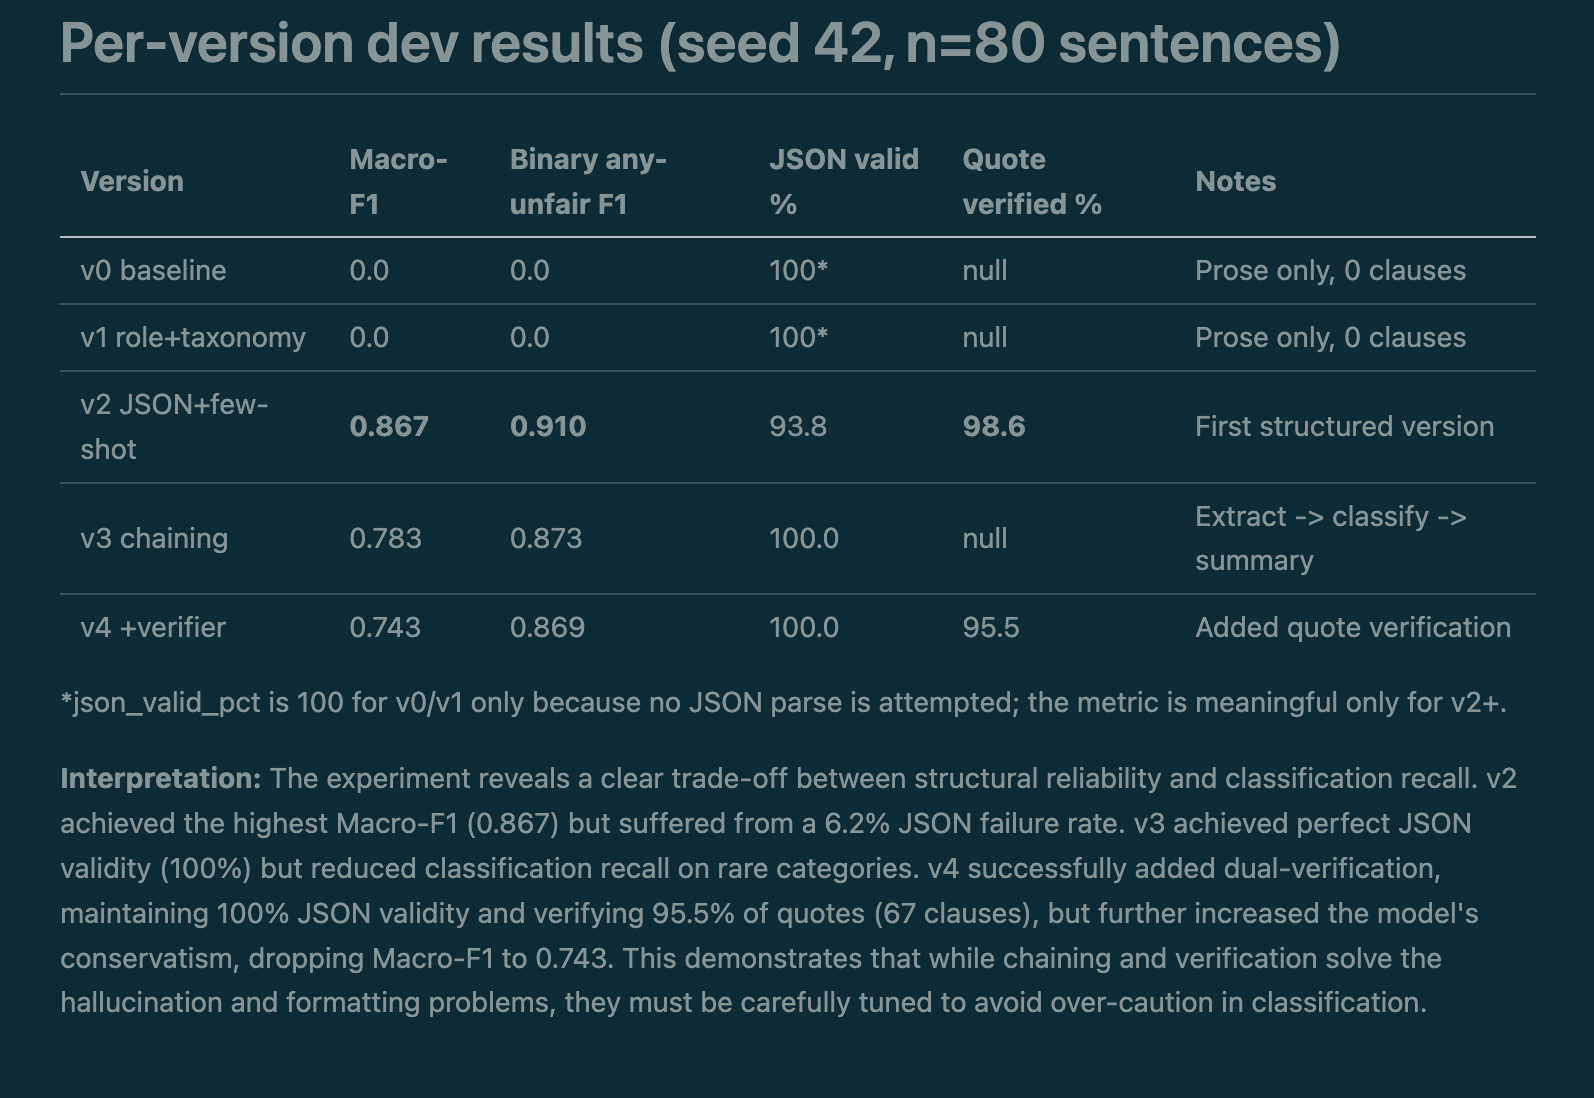 Per-version dev results (seed 42, n=80 sentences)
Version
Macro-
F1
Binary any-
unfair F1
JSON valid
%
Quote
verified %
Notes
v0 baseline 0.0 0.0 100* null Prose only, 0 clauses
v1 role+taxonomy 0.0 0.0 100* null Prose only, 0 clauses
v2 JSON+few-
shot
0.867 0.910 93.8 98.6 First structured version
v3 chaining 0.783 0.873 100.0 null
Extract -> classify ->
summary
v4 +verifier 0.743 0.869 100.0 95.5 Added quote verification
*json_valid_pct is 100 for v0/v1 only because no JSON parse is attempted; the metric is meaningful only for v2+.
Interpretation: The experiment reveals a clear trade-off between structural reliability and classification recall. v2
achieved the highest Macro-F1 (0.867) but suffered from a 6.2% JSON failure rate. v3 achieved perfect JSON
validity (100%) but reduced classification recall on rare categories. v4 successfully added dual-verification,
maintaining 100% JSON validity and verifying 95.5% of quotes (67 clauses), but further increased the model's
conservatism, dropping Macro-F1 to 0.743. This demonstrates that while chaining and verification solve the
hallucination and formatting problems, they must be carefully tuned to avoid over-caution in classification.